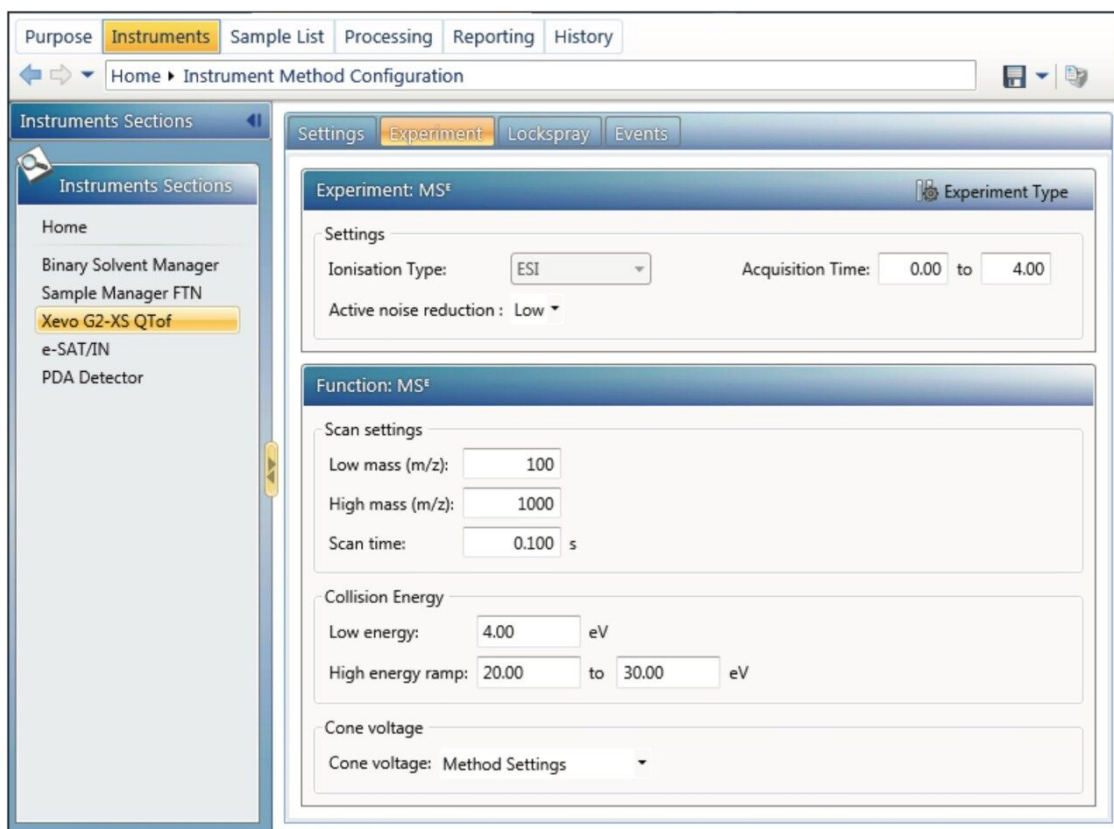 Purpose Instruments Sample List Processing Reporting History
Home Instrument Method Configuration
Instruments Sections
Instruments Sections
Home
Binary Solvent Manager
Sample Manager FTN
Xevo G2-XS QTof
e-SAT/IN
PDA Detector
Settings Experiment Lockspray Events
Experiment: MSᴱ Experiment Type
Settings
Ionisation Type: ESI Acquisition Time: 0.00 to 4.00
Active noise reduction : Low
Function: MSᴱ
Scan settings
Low mass (m/z): 100
High mass (m/z): 1000
Scan time: 0.100 s
Collision Energy
Low energy: 4.00 eV
High energy ramp: 20.00 to 30.00 eV
Cone voltage
Cone voltage: Method Settings